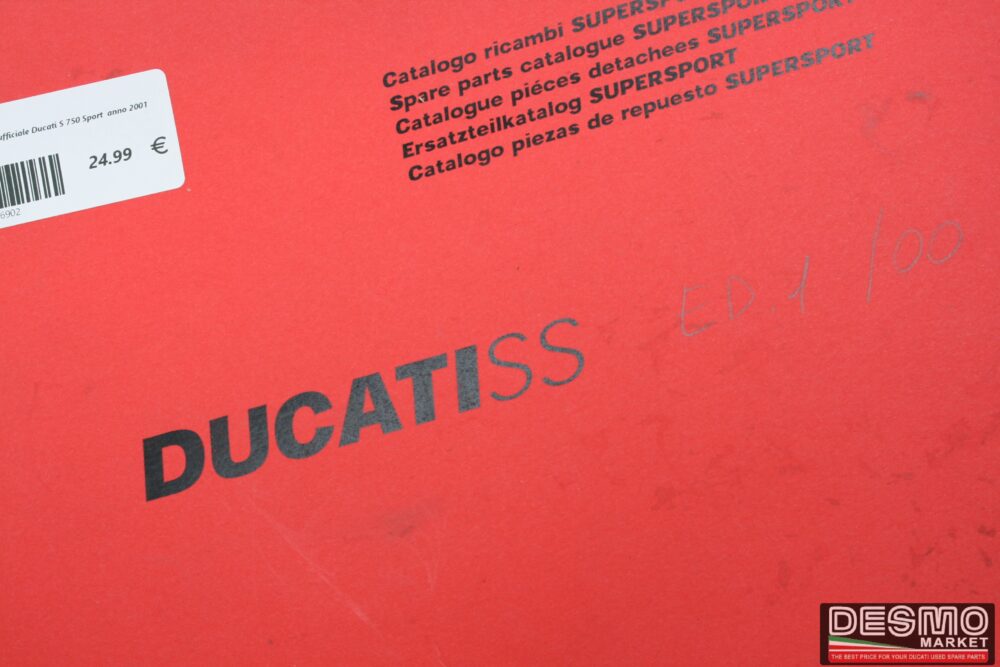 Catalogo ricambi SUPERSP
Spare parts catalogue SUPERSPOR
Catalogue piéces detachees SUPERSPORT
Ersatzteilkatalog SUPERSPORT
Catalogo piezas de repuesto SUPERSPORT
ufficiale Ducati S 750 Sport anno 2001
24.99 €
6902
ED.1 /00
DUCATISS
DESMO
MARKET
THE BEST PRICE FOR YOUR DUCATI USED SPARE PARTS